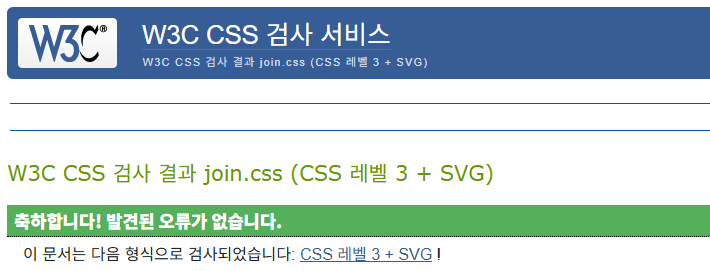 W3C® W3C CSS 검사 서비스
W3C CSS 검사 결과 join.css (CSS 레벨 3 + SVG)
W3C CSS 검사 결과 join.css (CSS 레벨 3 + SVG)
축하합니다! 발견된 오류가 없습니다.
이 문서는 다음 형식으로 검사되었습니다: CSS 레벨 3 + SVG !